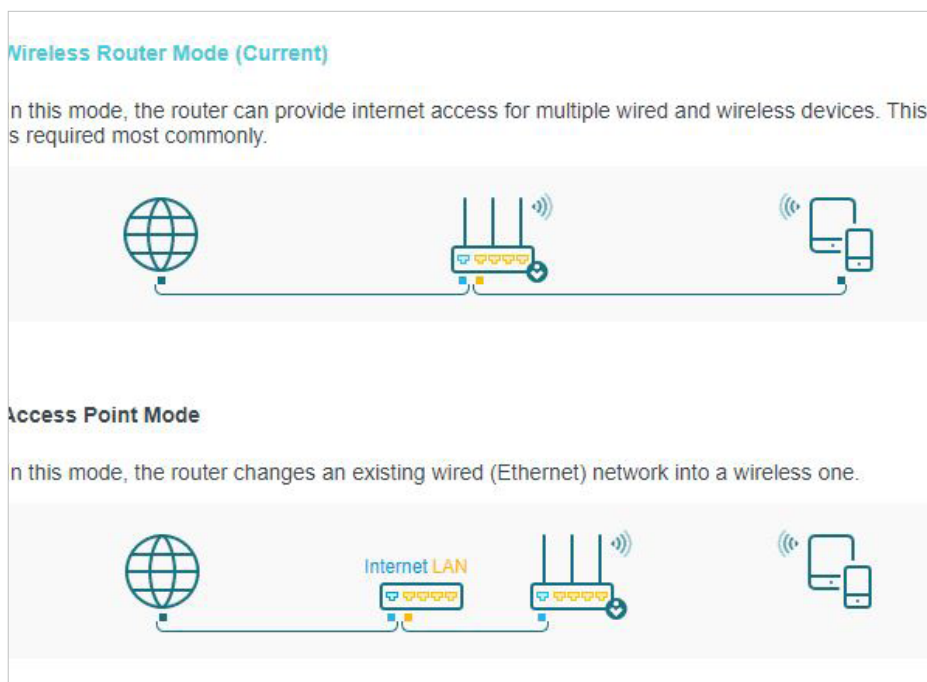 Wireless Router Mode (Current)
n this mode, the router can provide internet access for multiple wired and wireless devices. This
s required most commonly.
Access Point Mode
n this mode, the router changes an existing wired (Ethernet) network into a wireless one.
Internet LAN